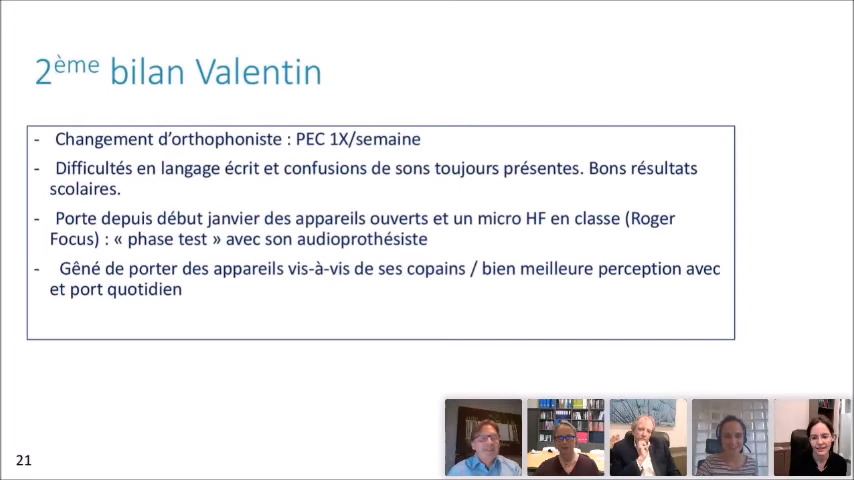 2ème bilan Valentin
- Changement d'orthophoniste : PEC 1X/semaine
- Difficultés en langage écrit et confusions de sons toujours présentes. Bons résultats
scolaires.
- Porte depuis début janvier des appareils ouverts et un micro HF en classe (Roger
Focus) : « phase test » avec son audioprothésiste
- Gêné de porter des appareils vis-à-vis de ses copains / bien meilleure perception avec
et port quotidien
21